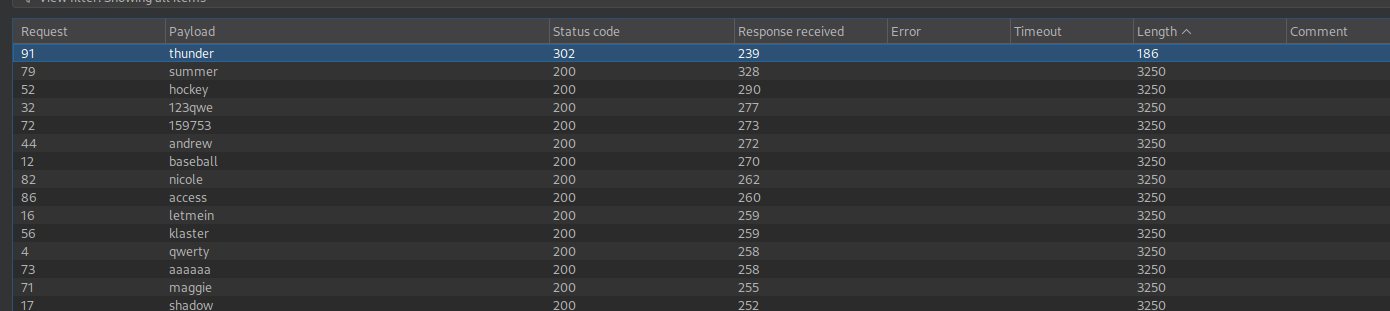 View filter: Showing all items
Request Payload Status code Response received Error Timeout Length Comment
91 thunder 302 239 186
79 summer 200 328 3250
52 hockey 200 290 3250
32 123qwe 200 277 3250
72 159753 200 273 3250
44 andrew 200 272 3250
12 baseball 200 270 3250
82 nicole 200 262 3250
86 access 200 260 3250
16 letmein 200 259 3250
56 klaster 200 259 3250
4 qwerty 200 258 3250
73 aaaaaa 200 258 3250
71 maggie 200 255 3250
17 shadow 200 252 3250